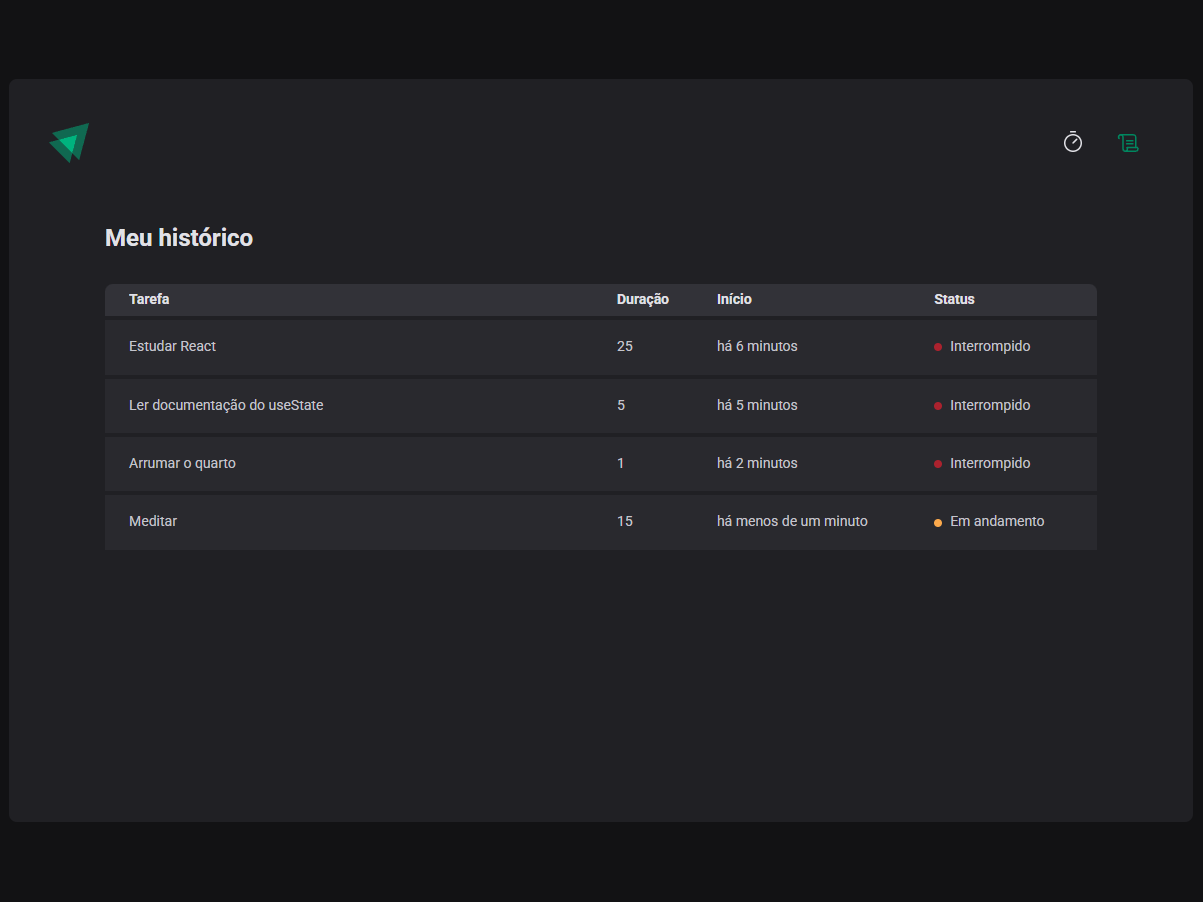 Meu histórico
Tarefa Duração Início Status
Estudar React 25 há 6 minutos Interrompido
Ler documentação do useState 5 há 5 minutos Interrompido
Arrumar o quarto 1 há 2 minutos Interrompido
Meditar 15 há menos de um minuto Em andamento